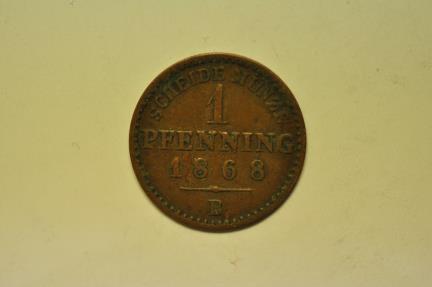 SCHEIDE MÜNZE
1
PFENNING
1868
B